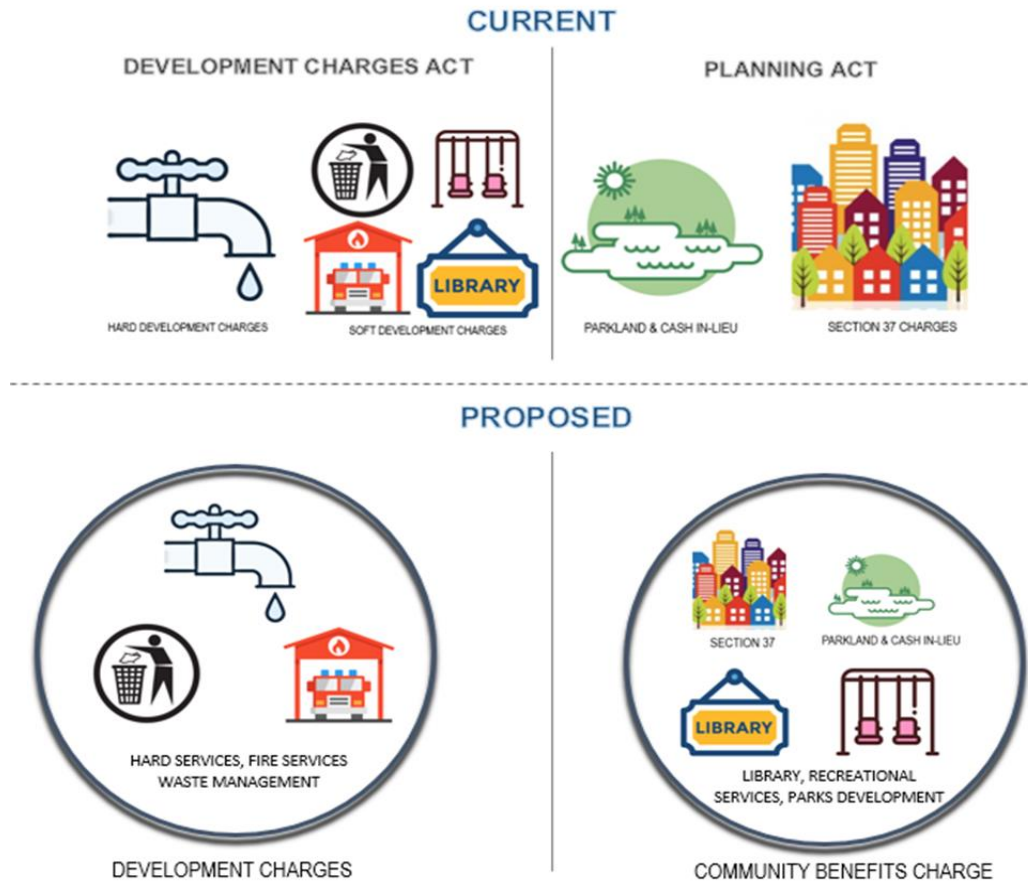 CURRENT
DEVELOPMENT CHARGES ACT
PLANNING ACT
LIBRARY
HARD DEVELOPMENT CHARGES
SOFT DEVELOPMENT CHARGES
PARKLAND & CASH IN-LIEU
SECTION 37 CHARGES
PROPOSED
HARD SERVICES, FIRE SERVICES
WASTE MANAGEMENT
DEVELOPMENT CHARGES
SECTION 37
PARKLAND & CASH IN-LIEU
LIBRARY
LIBRARY, RECREATIONAL
SERVICES, PARKS DEVELOPMENT
COMMUNITY BENEFITS CHARGE